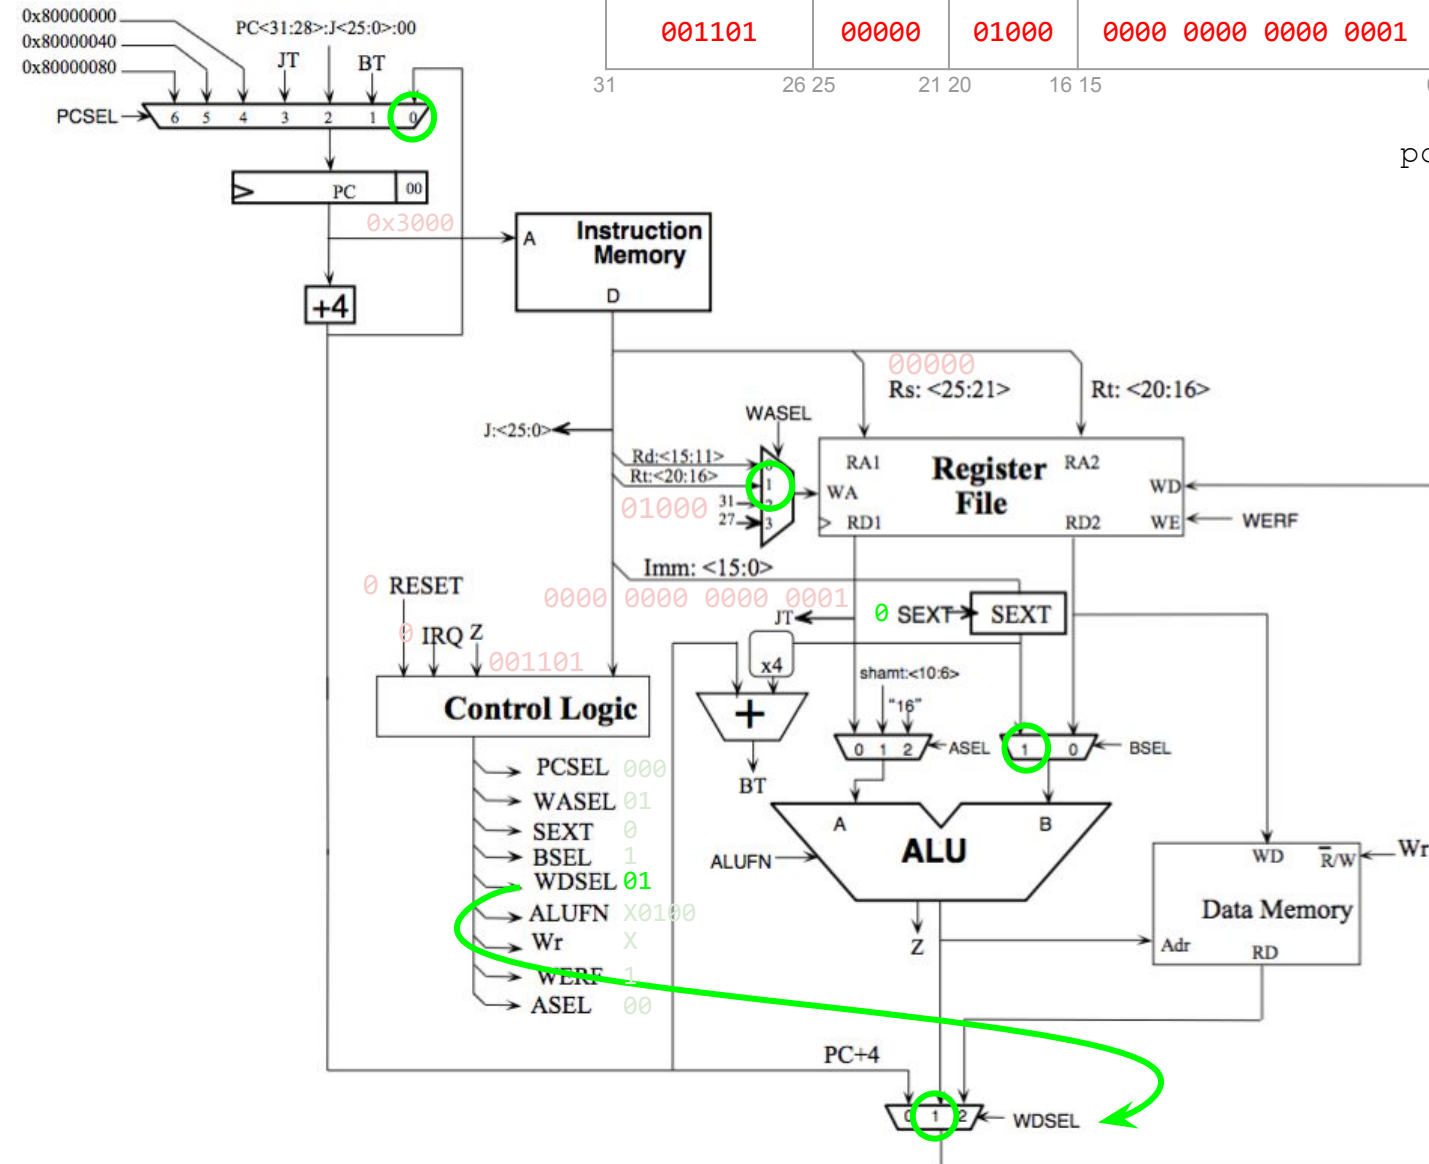 0x80000000
0x80000040
0x80000080
PC<31:28>:J<25:0>:00
JT
BT
PCSEL
6 5 4 3 2 1 0
001101 00000 01000 0000 0000 0000 0001
31 26 25 21 20 16 15
PC 00
0x3000
A Instruction
Memory
D
+4
00000
Rs: <25:21> Rt: <20:16>
WASEL
J:<25:0>
Rd:<15:11>
Rt:<20:16>
01000
31
27
1
2
3
RA1 Register RA2
WA File WD
RD1 RD2 WE WERF
Imm: <15:0>
0000 0000 0000 0001
0 RESET
0 IRQ Z
001101
JT
0 SEXT SEXT
x4
shamt:<10:6>
"16"
+
BT
0 1 2 ASEL
1 0 BSEL
Control Logic
PCSEL 000
WASEL 01
SEXT 0
BSEL 1
WDSEL 01
ALUFN X0100
Wr X
WERF 1
ASEL 00
A B
ALU
ALUFN
Z
WD R/W Wr
Data Memory
Adr
RD
PC+4
0 1 2 WDSEL